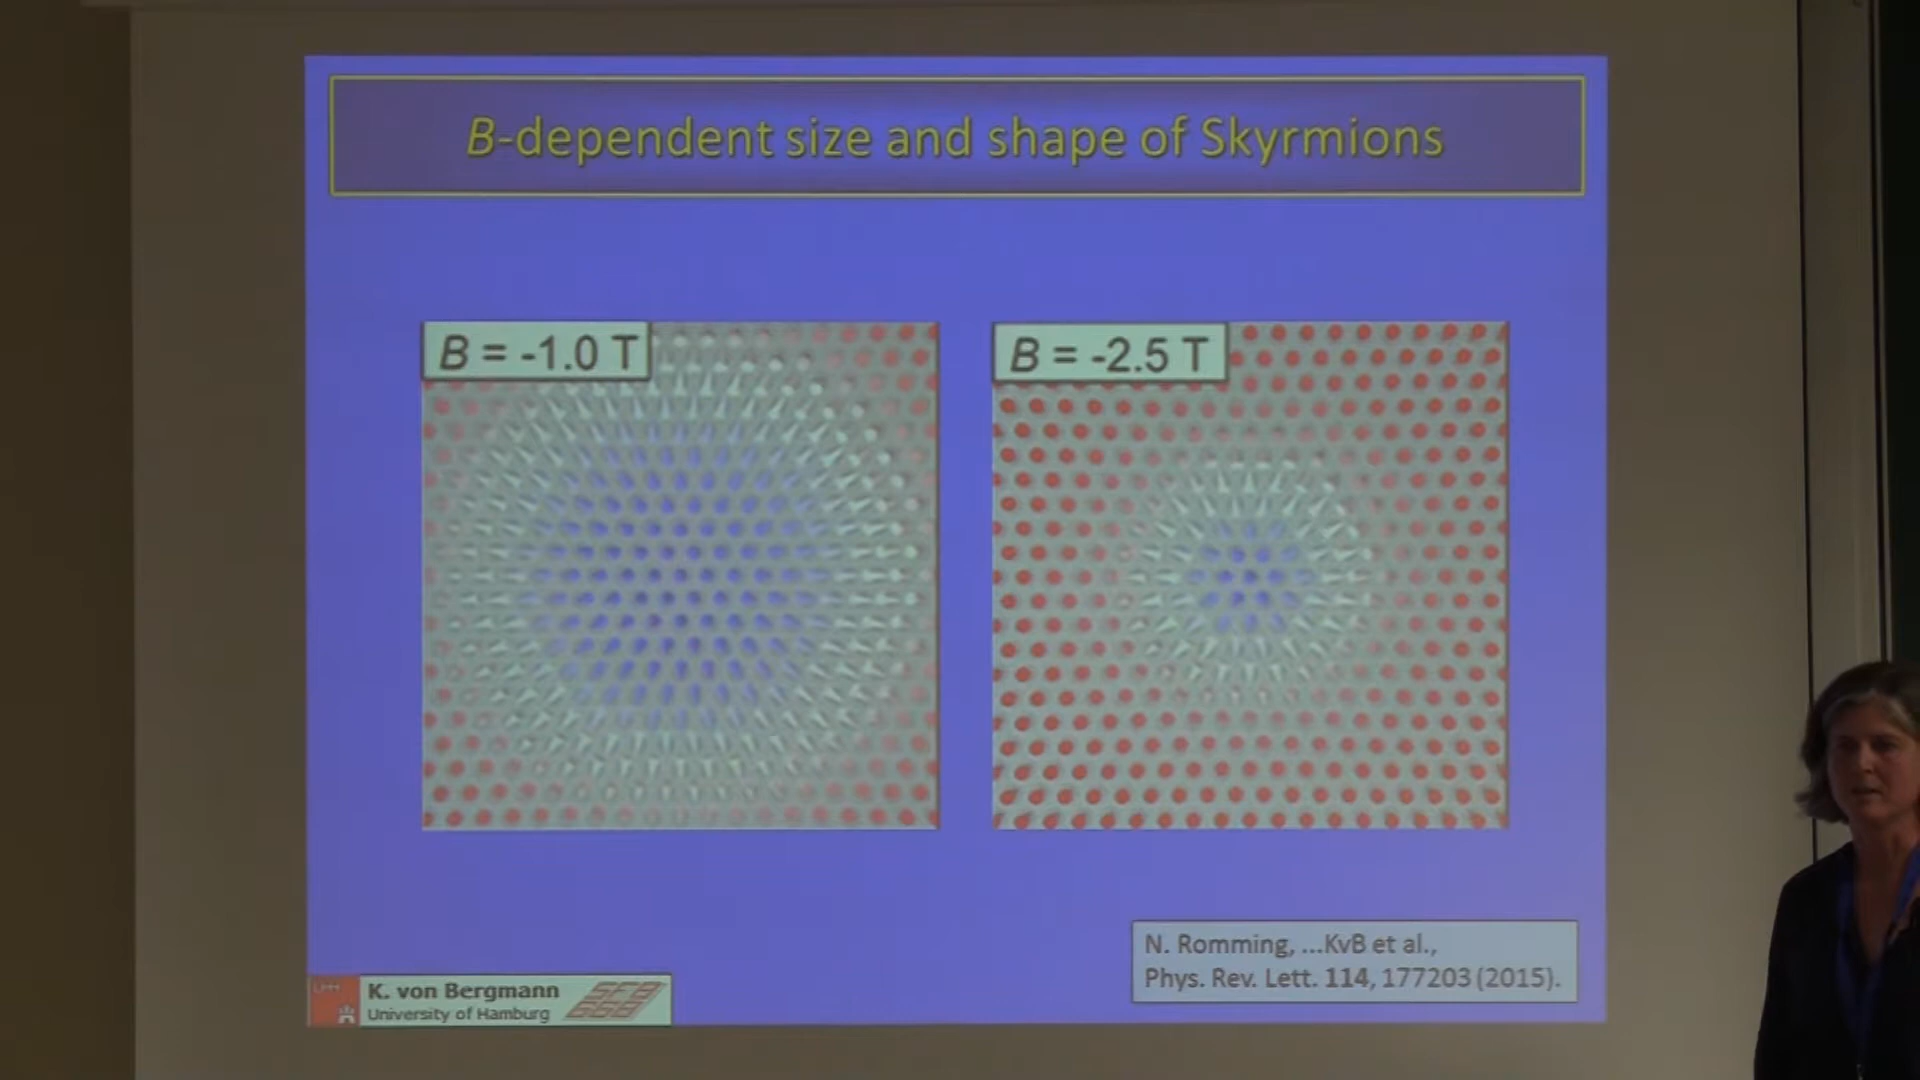 B-dependent size and shape of Skyrmions
B = -1.0 T
B = -2.5 T
N. Romming, ...KvB et al.,
Phys. Rev. Lett. 114, 177203 (2015).
K. von Bergmann
University of Hamburg